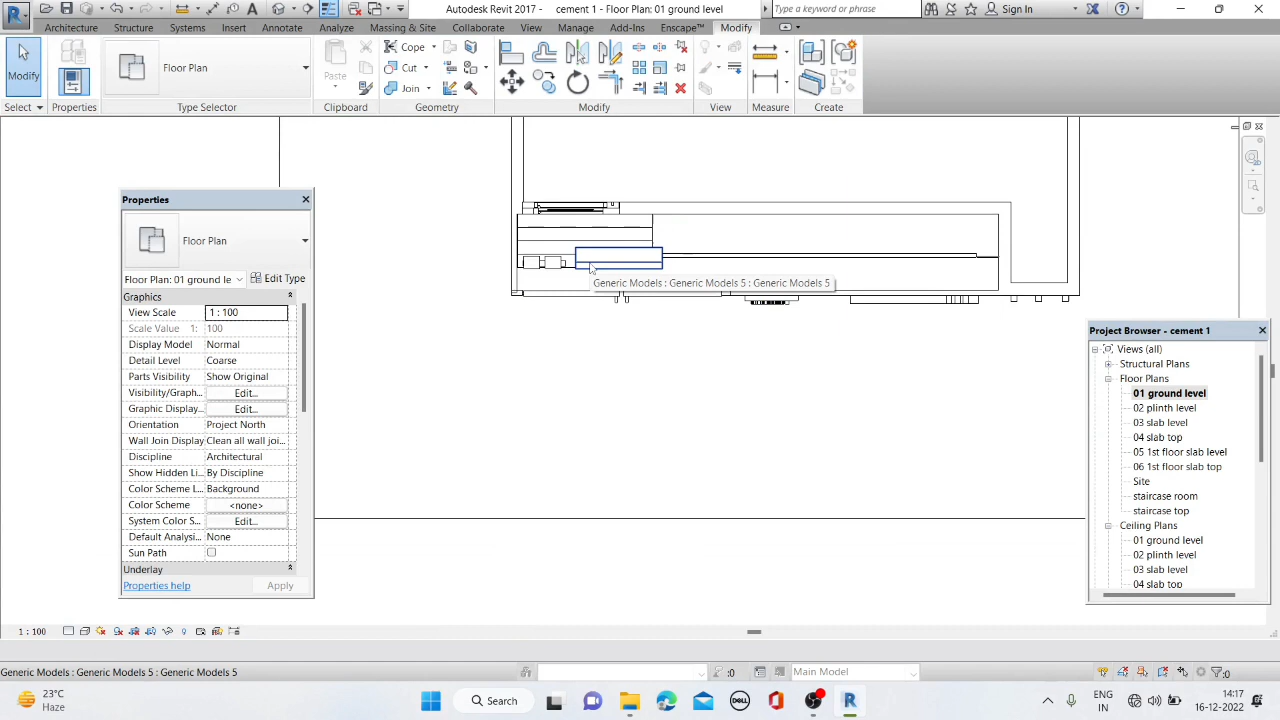 Autodesk Revit 2017 - cement 1 - Floor Plan: 01 ground level
Type a keyword or phrase
Sign In
Architecture Structure Systems Insert Annotate Analyze Massing & Site Collaborate View Manage Add-Ins Enscape™ Modify
Modify
Select
Properties
Floor Plan
Type Selector
Paste
Clipboard
Cope
Cut
Join
Geometry
Modify
View
Measure
Create
Properties
Floor Plan
Floor Plan: 01 ground le
Edit Type
Graphics
View Scale 1 : 100
Scale Value 1: 100
Display Model Normal
Detail Level Coarse
Parts Visibility Show Original
Visibility/Graph... Edit...
Graphic Display... Edit...
Orientation Project North
Wall Join Display Clean all wall joi...
Discipline Architectural
Show Hidden Li... By Discipline
Color Scheme L... Background
Color Scheme <none>
System Color S... Edit...
Default Analysi... None
Sun Path
Underlay
Properties help
Apply
Generic Models : Generic Models 5 : Generic Models 5
Project Browser - cement 1
Views (all)
Structural Plans
Floor Plans
01 ground level
02 plinth level
03 slab level
04 slab top
05 1st floor slab level
06 1st floor slab top
Site
staircase room
staircase top
Ceiling Plans
01 ground level
02 plinth level
03 slab level
04 slab top
1 : 100
Generic Models : Generic Models 5 : Generic Models 5
:0
Main Model
:0
23°C
Haze
Search
DELL
ENG
IN
14:17
16-12-2022